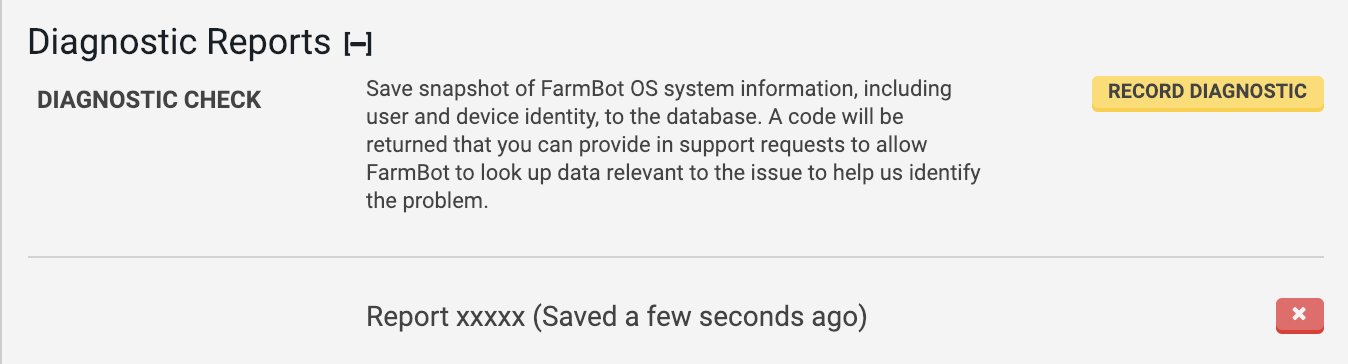 Diagnostic Reports [–]
DIAGNOSTIC CHECK
Save snapshot of FarmBot OS system information, including
user and device identity, to the database. A code will be
returned that you can provide in support requests to allow
FarmBot to look up data relevant to the issue to help us identify
the problem.
RECORD DIAGNOSTIC
Report xxxxx (Saved a few seconds ago)